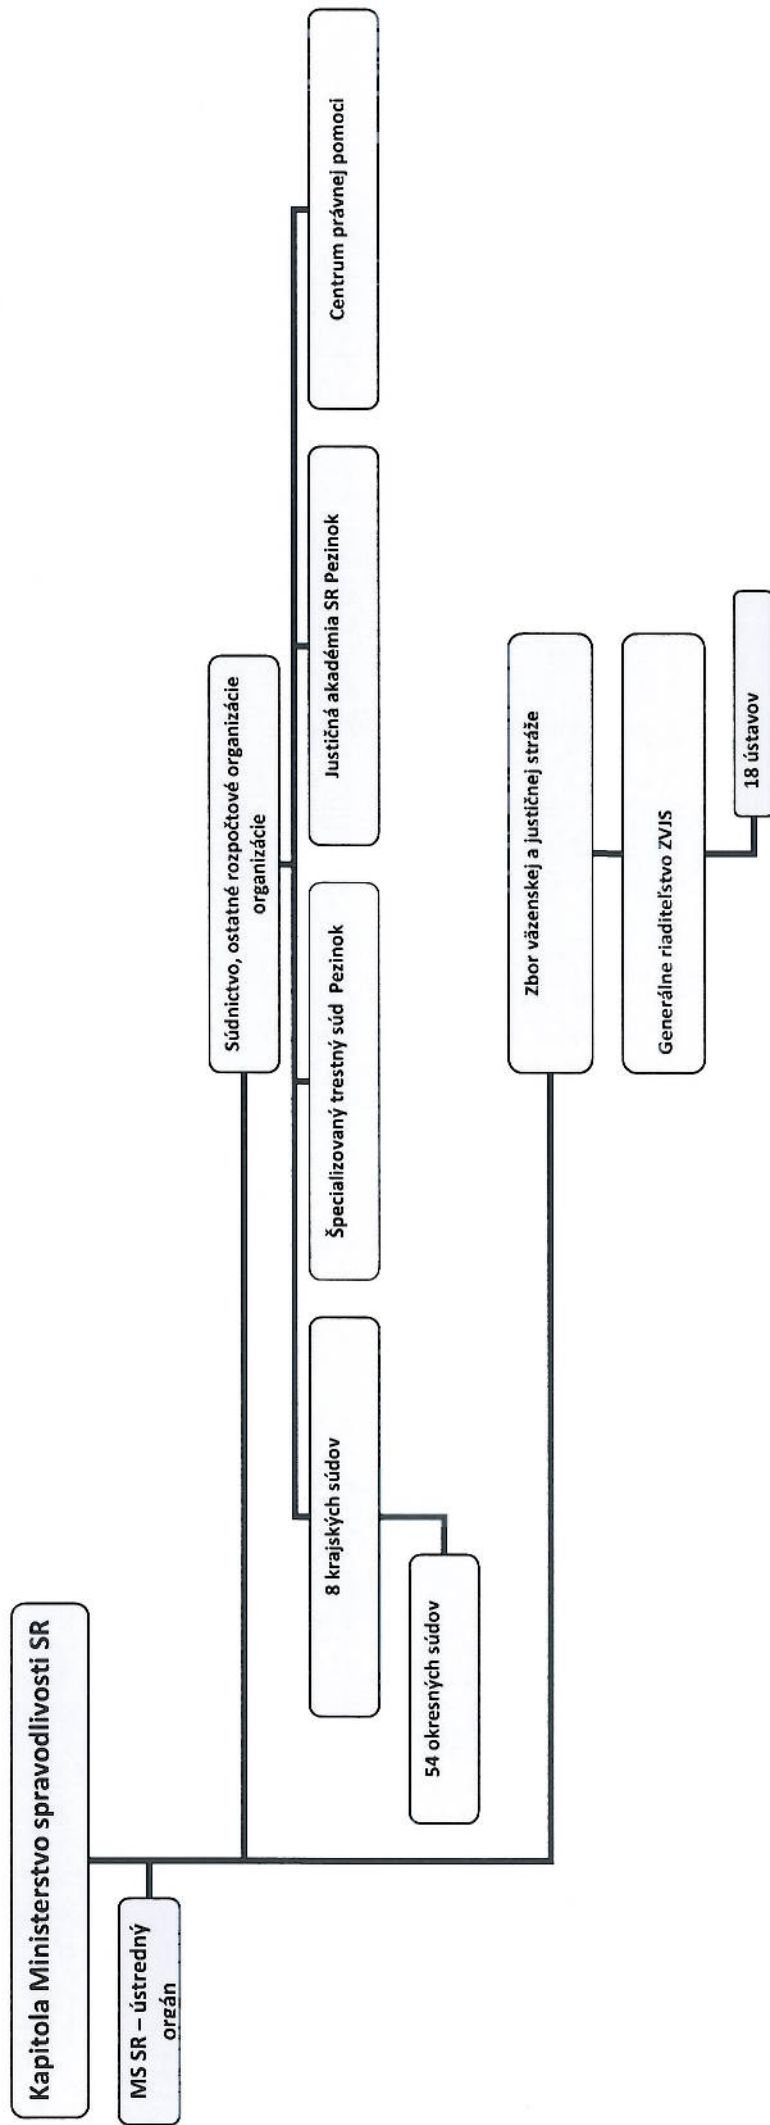 Kapitola Ministerstvo spravodlivosti SR
MS SR – ústredný
orgán
Súdnictvo, ostatné rozpočtové organizácie
organizácie
8 krajských súdov
Špecializovaný trestný súd Pezinok
Justičná akadémia SR Pezinok
Centrum právnej pomoci
54 okresných súdov
Zbor väzenskej a justičnej stráže
Generálne riaditeľstvo ZVJS
18 ústavov